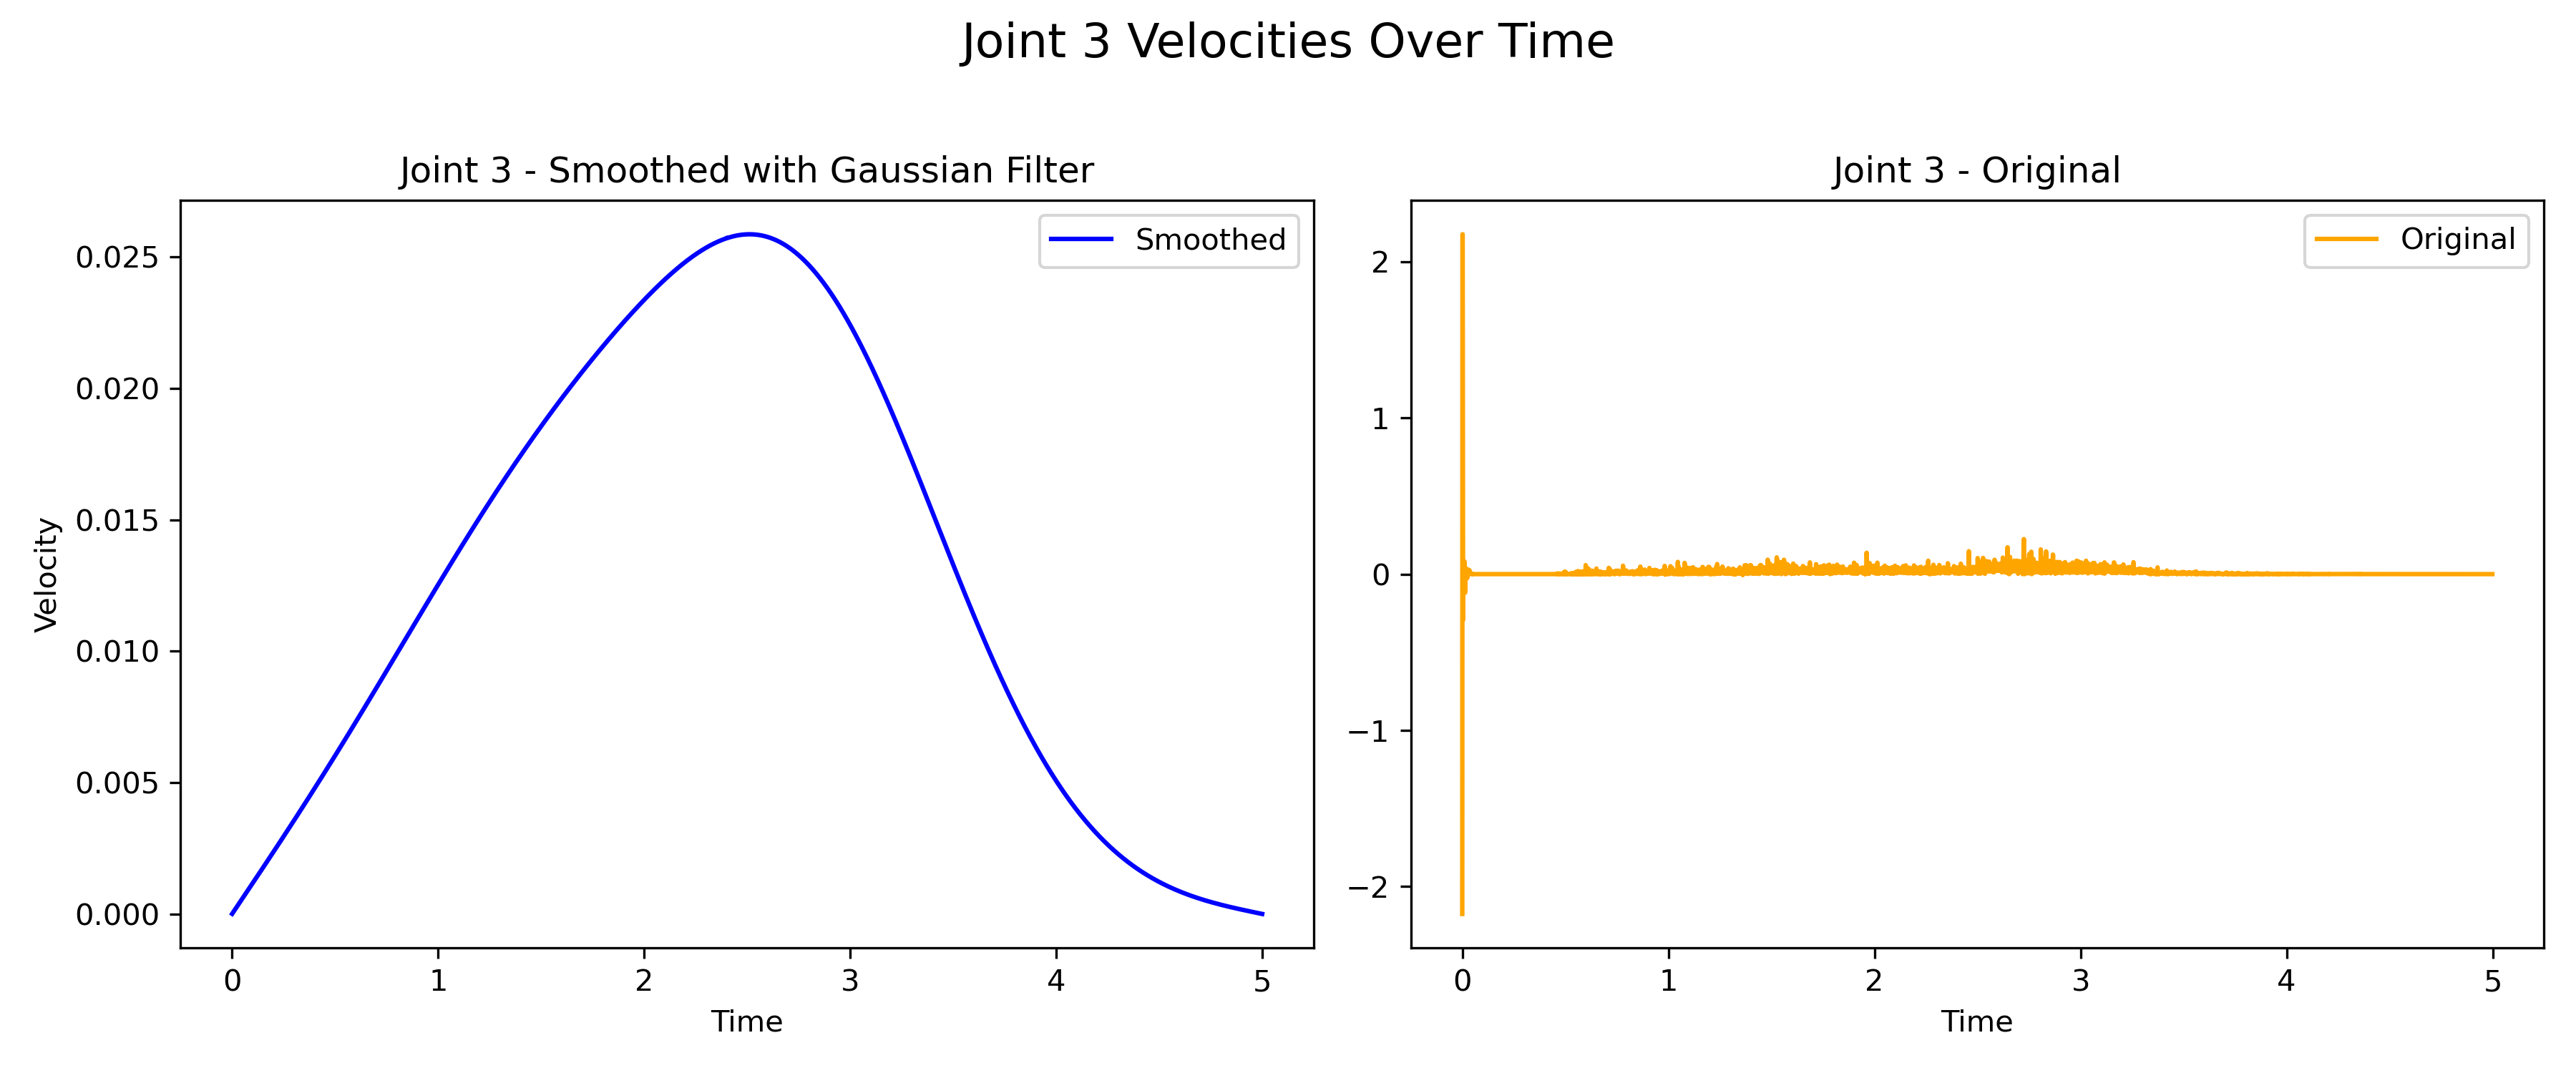 Joint 3 Velocities Over Time
Joint 3 - Smoothed with Gaussian Filter
Smoothed
0.025
0.020
0.015
0.010
0.005
0.000
Velocity
0 1 2 3 4 5
Time
Joint 3 - Original
Original
2
1
0
−1
−2
0 1 2 3 4 5
Time